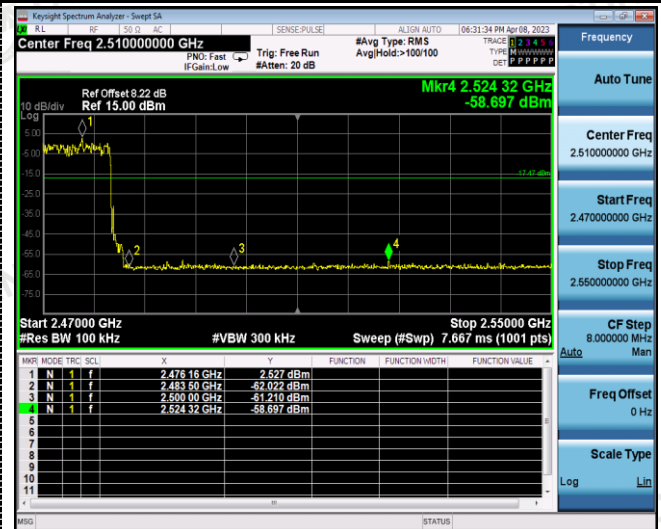 Keysight Spectrum Analyzer - Swept SA
RL RF 50 Ω AC SENSE:PULSE ALIGN AUTO 06:31:34 PM Apr 08, 2023
Center Freq 2.510000000 GHz
PNO: Fast
IFGain:Low
Trig: Free Run
#Atten: 20 dB
#Avg Type: RMS
Avg|Hold:>100/100
TRACE 1 2 3 4 5 6
TYPE M
DET P P P P P P
Ref Offset 8.22 dB
Ref 15.00 dBm
10 dB/div
Log
Mkr4 2.524 32 GHz
-58.697 dBm
5.00
-5.00
-15.0
-25.0
-35.0
-45.0
-55.0
-65.0
-75.0
-17.47 dBm
1
2
3
4
Start 2.47000 GHz Stop 2.55000 GHz
#Res BW 100 kHz #VBW 300 kHz Sweep (#Swp) 7.667 ms (1001 pts)
MKR MODE TRC SCL X Y FUNCTION FUNCTION WIDTH FUNCTION VALUE
1 N 1 f 2.476 16 GHz 2.527 dBm
2 N 1 f 2.483 50 GHz -62.022 dBm
3 N 1 f 2.500 00 GHz -61.210 dBm
4 N 1 f 2.524 32 GHz -58.697 dBm
5
6
7
8
9
10
11
MSG STATUS
Frequency
Auto Tune
Center Freq
2.510000000 GHz
Start Freq
2.470000000 GHz
Stop Freq
2.550000000 GHz
CF Step
8.000000 MHz
Auto Man
Freq Offset
0 Hz
Scale Type
Log Lin